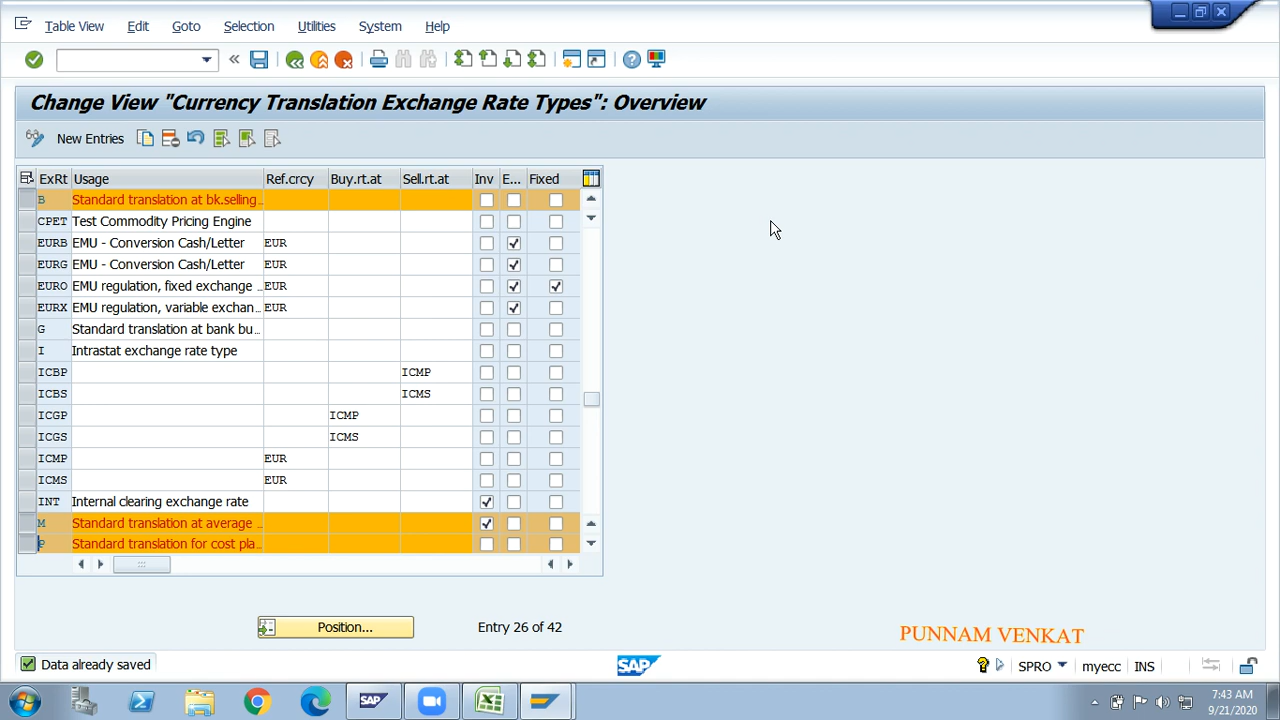 Table View Edit Goto Selection Utilities System Help
Change View "Currency Translation Exchange Rate Types": Overview
New Entries
ExRt Usage Ref.crcy Buy.rt.at Sell.rt.at Inv E... Fixed
B Standard translation at bk.selling...
CPET Test Commodity Pricing Engine
EURB EMU - Conversion Cash/Letter EUR
EURG EMU - Conversion Cash/Letter EUR
EURO EMU regulation, fixed exchange ... EUR
EURX EMU regulation, variable exchan... EUR
G Standard translation at bank bu...
I Intrastat exchange rate type
ICBP ICMP
ICBS ICMS
ICGP ICMP
ICGS ICMS
ICMP EUR
ICMS EUR
INT Internal clearing exchange rate
M Standard translation at average ...
P Standard translation for cost pla...
Position... Entry 26 of 42
PUNNAM VENKAT
Data already saved SAP SPRO myecc INS
SAP 7:43 AM
9/21/2020